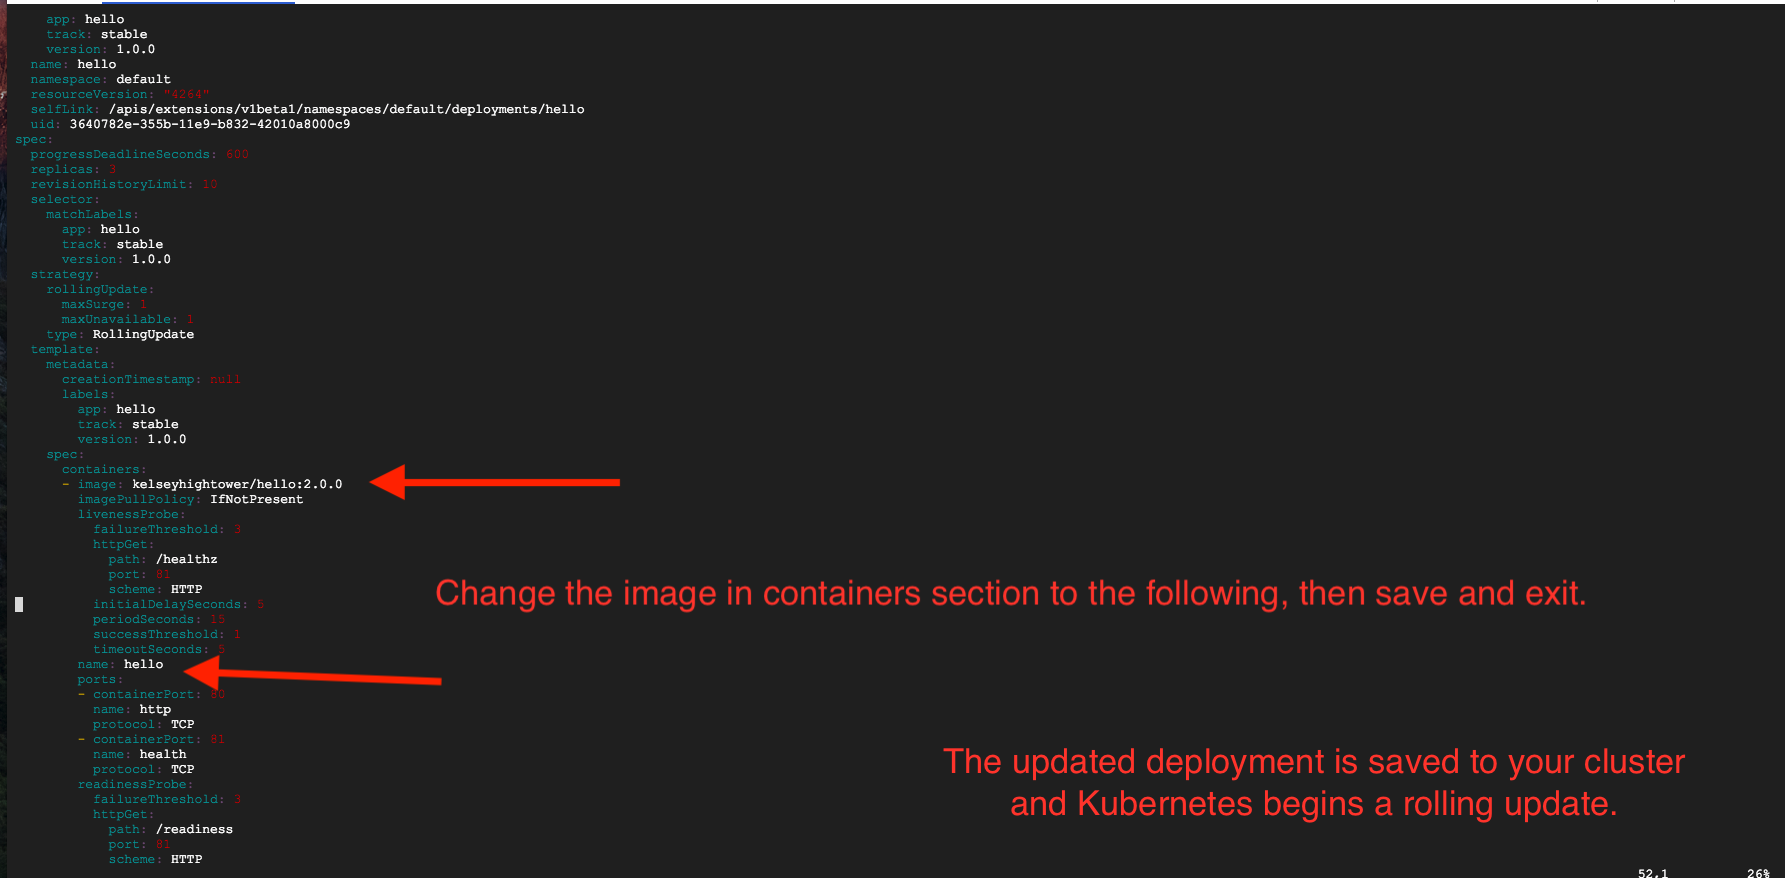 app: hello
    track: stable
    version: 1.0.0
  name: hello
  namespace: default
  resourceVersion: "4264"
  selfLink: /apis/extensions/v1beta1/namespaces/default/deployments/hello
  uid: 3640782e-355b-11e9-b832-42010a8000c9
spec:
  progressDeadlineSeconds: 600
  replicas: 3
  revisionHistoryLimit: 10
  selector:
    matchLabels:
      app: hello
      track: stable
      version: 1.0.0
  strategy:
    rollingUpdate:
      maxSurge: 1
      maxUnavailable: 1
    type: RollingUpdate
  template:
    metadata:
      creationTimestamp: null
      labels:
        app: hello
        track: stable
        version: 1.0.0
    spec:
      containers:
      - image: kelseyhightower/hello:2.0.0
        imagePullPolicy: IfNotPresent
        livenessProbe:
          failureThreshold: 3
          httpGet:
            path: /healthz
            port: 81
            scheme: HTTP
          initialDelaySeconds: 5
          periodSeconds: 15
          successThreshold: 1
          timeoutSeconds: 5
        name: hello
        ports:
        - containerPort: 80
          name: http
          protocol: TCP
        - containerPort: 81
          name: health
          protocol: TCP
        readinessProbe:
          failureThreshold: 3
          httpGet:
            path: /readiness
            port: 81
            scheme: HTTP
Change the image in containers section to the following, then save and exit.
The updated deployment is saved to your cluster
and Kubernetes begins a rolling update.
52,1 26%